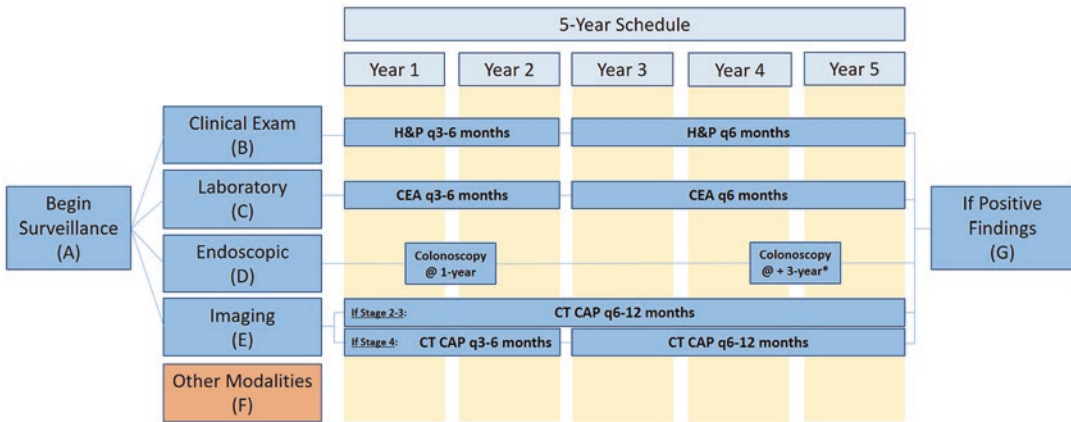 5-Year Schedule
Year 1
Year 2
Year 3
Year 4
Year 5
Begin
Surveillance
(A)
Clinical Exam
(B)
H&P q3-6 months
H&P q6 months
Laboratory
(C)
CEA q3-6 months
CEA q6 months
Endoscopic
(D)
Colonoscopy
@ 1-year
Colonoscopy
@ + 3-year*
Imaging
(E)
If Stage 2-3: CT CAP q6-12 months
If Stage 4: CT CAP q3-6 months
CT CAP q6-12 months
Other Modalities
(F)
If Positive
Findings
(G)